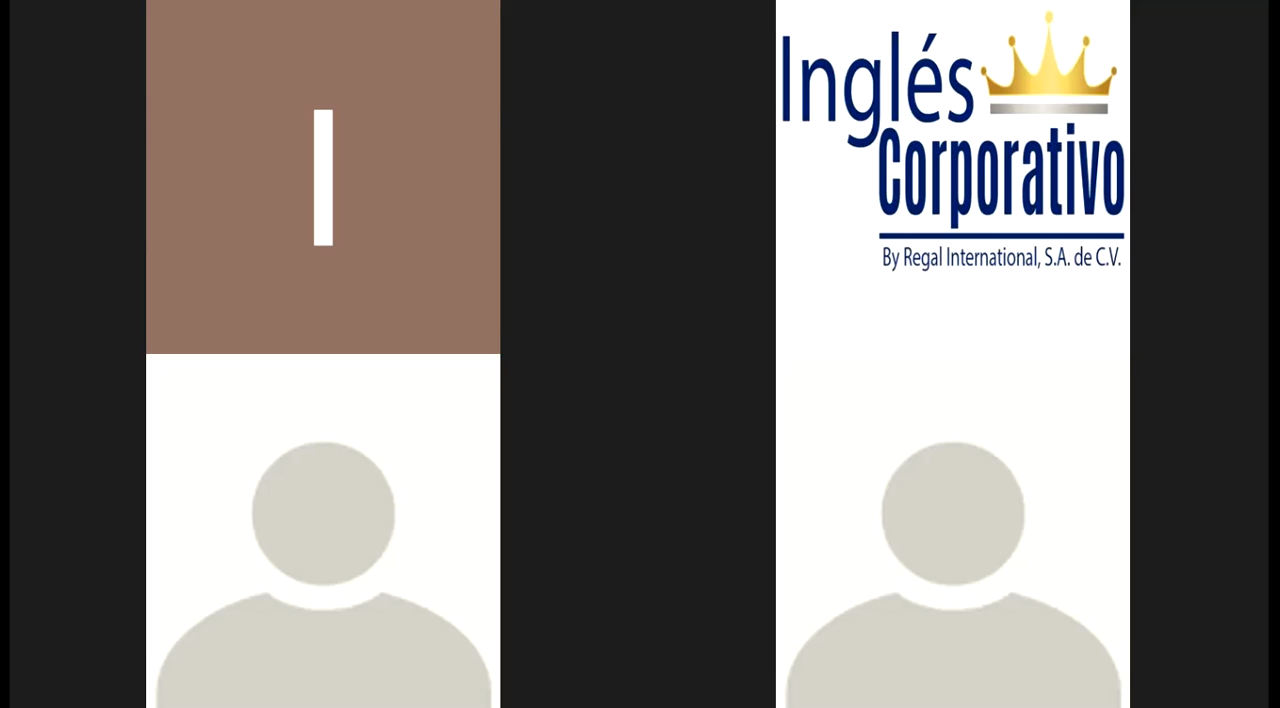 I
Inglés
Corporativo
By Regal International, S.A. de C.V.